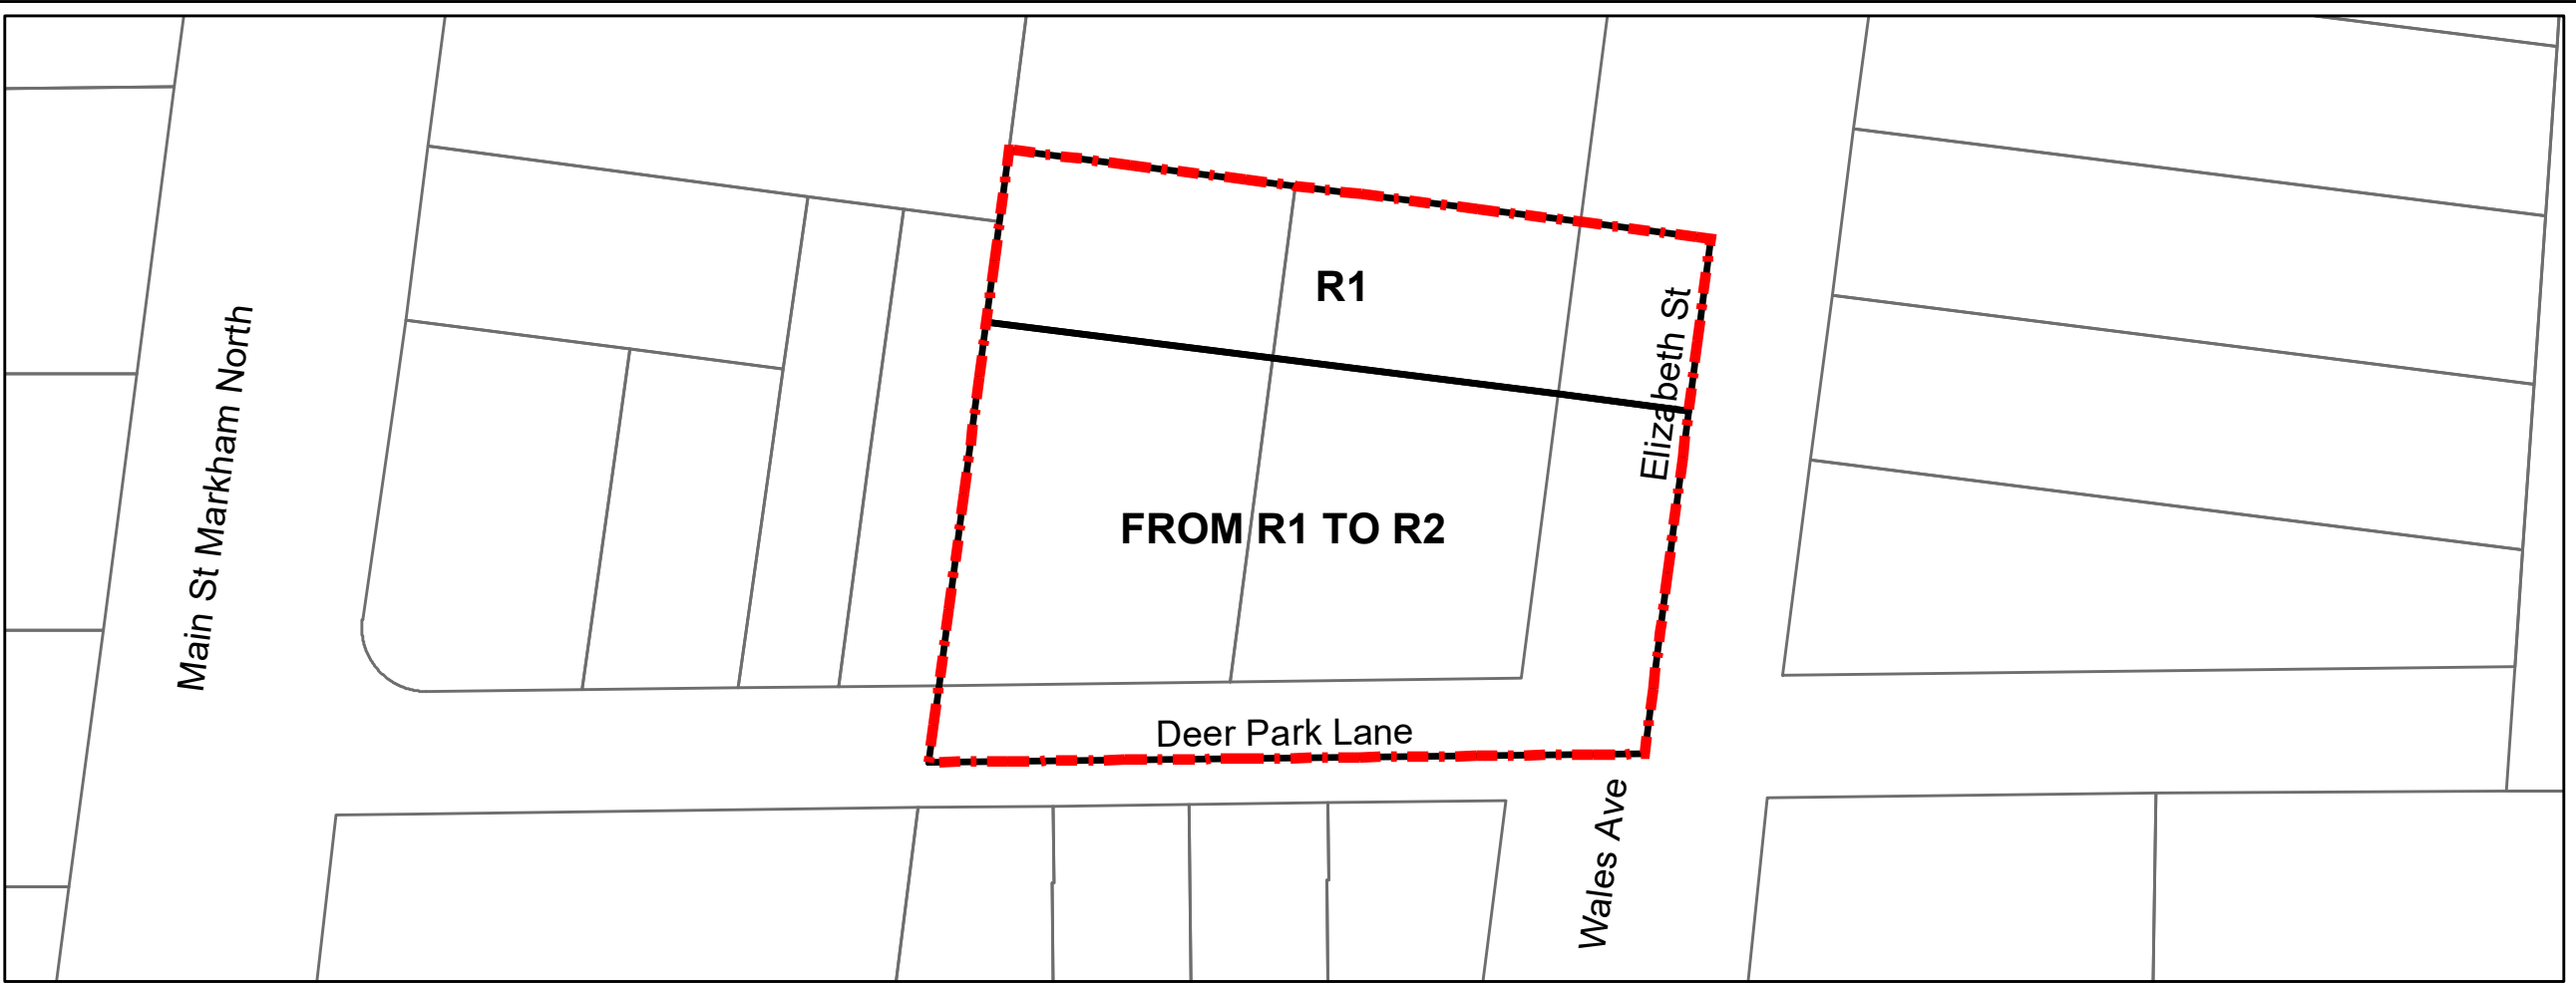 R1
Elizabeth St
Main St Markham North
FROM R1 TO R2
Deer Park Lane
Wales Ave